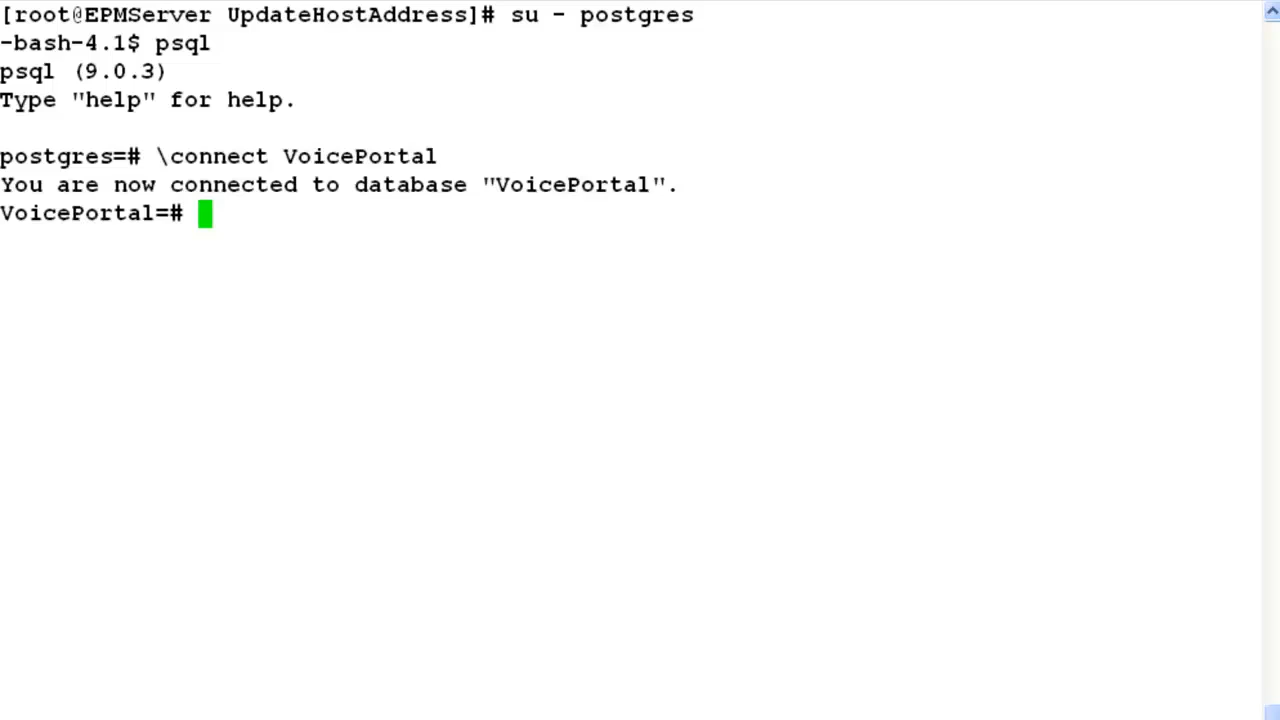 [root@EPMServer UpdateHostAddress]# su - postgres
-bash-4.1$ psql
psql (9.0.3)
Type "help" for help.
postgres=# \connect VoicePortal
You are now connected to database "VoicePortal".
VoicePortal=#